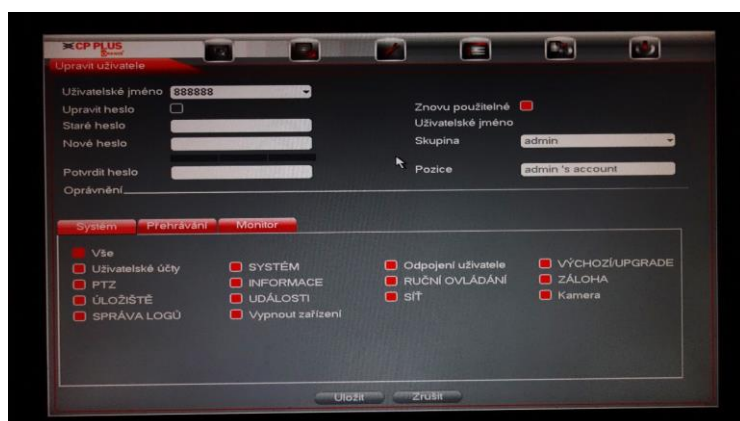 CP PLUS
Upravit uživatele
Uživatelské jméno 888888
Upravit heslo
Znovu použitelné
Staré heslo
Uživatelské jméno
Nové heslo
Skupina admin
Potvrdit heslo
Pozice admin 's account
Oprávnění
Systém Přehrávání Monitor
Vše
Uživatelské účty SYSTÉM Odpojení uživatele VÝCHOZÍ/UPGRADE
PTZ INFORMACE RUČNÍ OVLÁDÁNÍ ZÁLOHA
ÚLOŽIŠTĚ UDÁLOSTI SÍŤ Kamera
SPRÁVA LOGŮ Vypnout zařízení
Uložit Zrušit